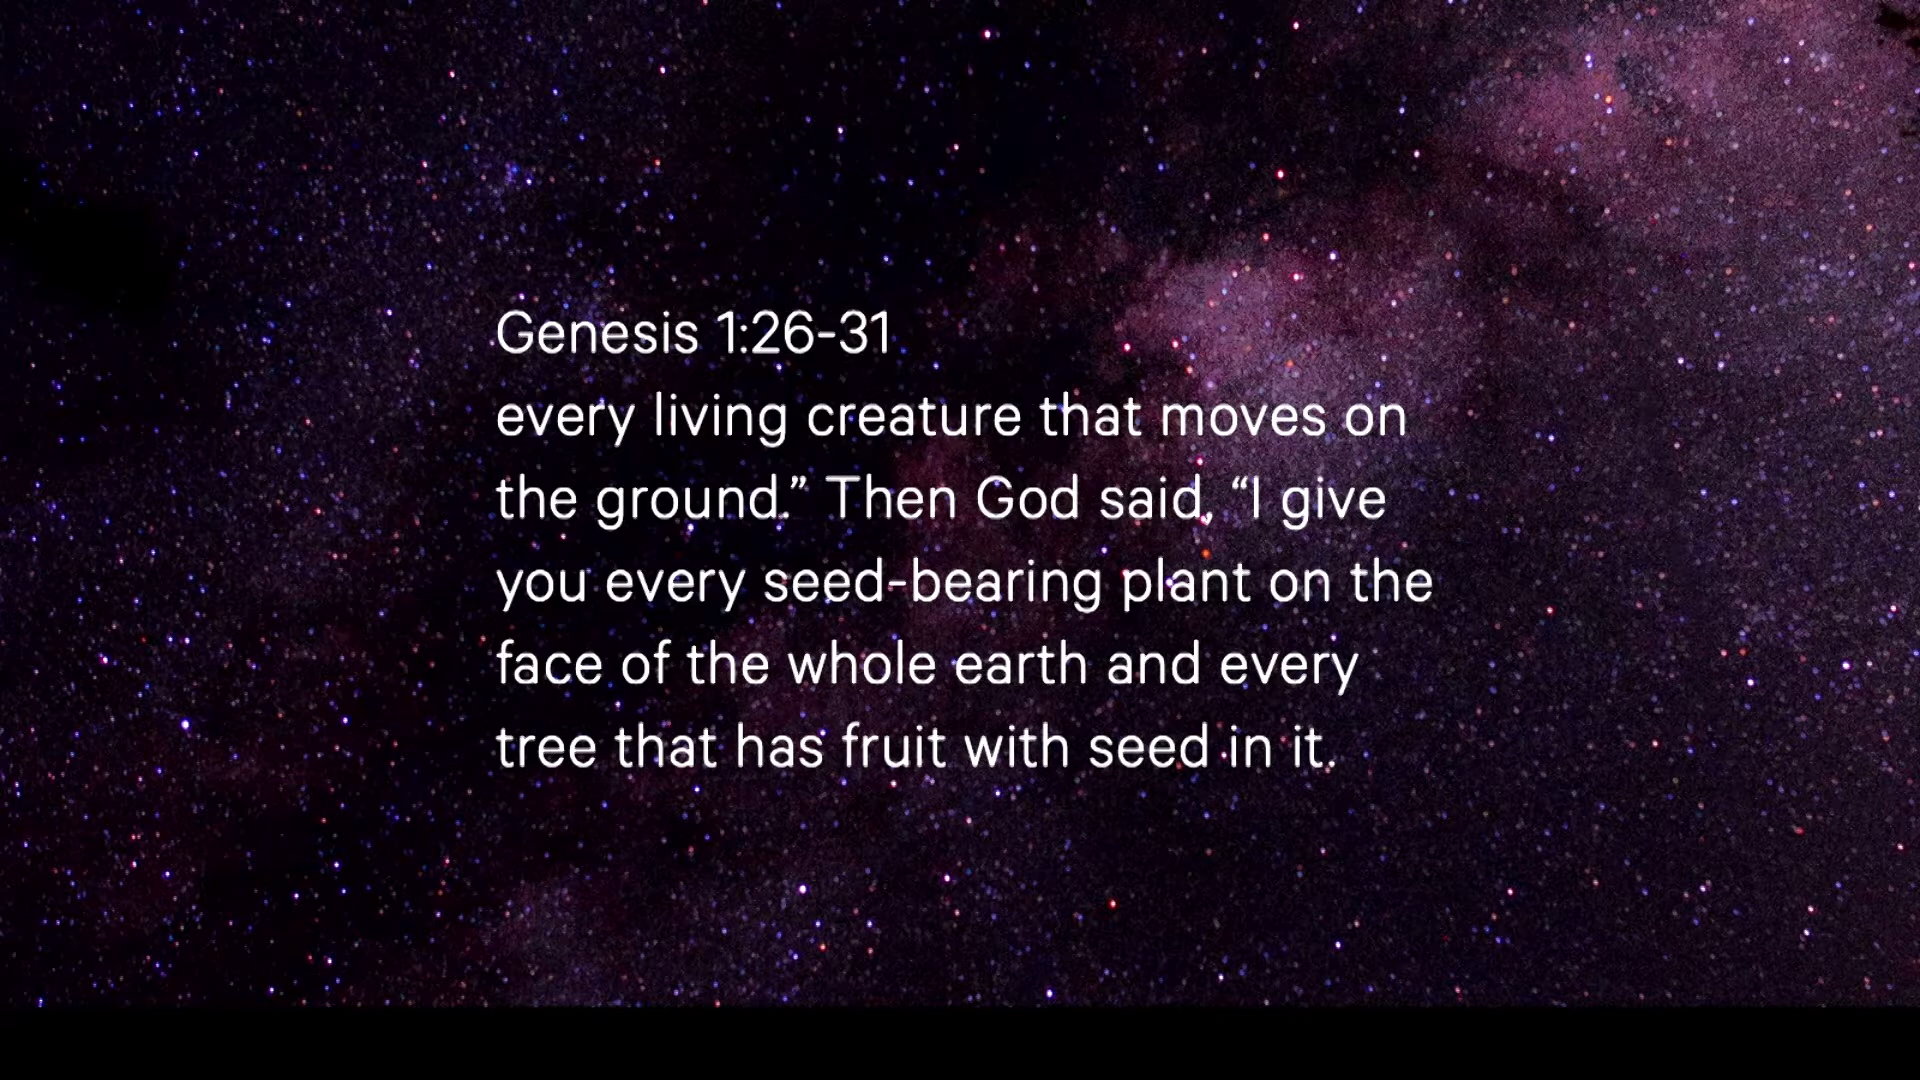 Genesis 1:26-31
every living creature that moves on
the ground.” Then God said, “I give
you every seed-bearing plant on the
face of the whole earth and every
tree that has fruit with seed in it.